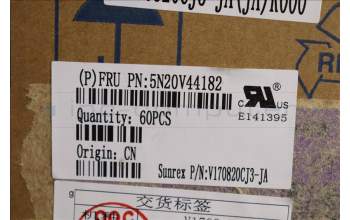 (P)FRU PN:5N20V44182
Quantity: 60PCS
E141395
Origin: CN
Sunrex P/N:V170820CJ3-JA
交货标签